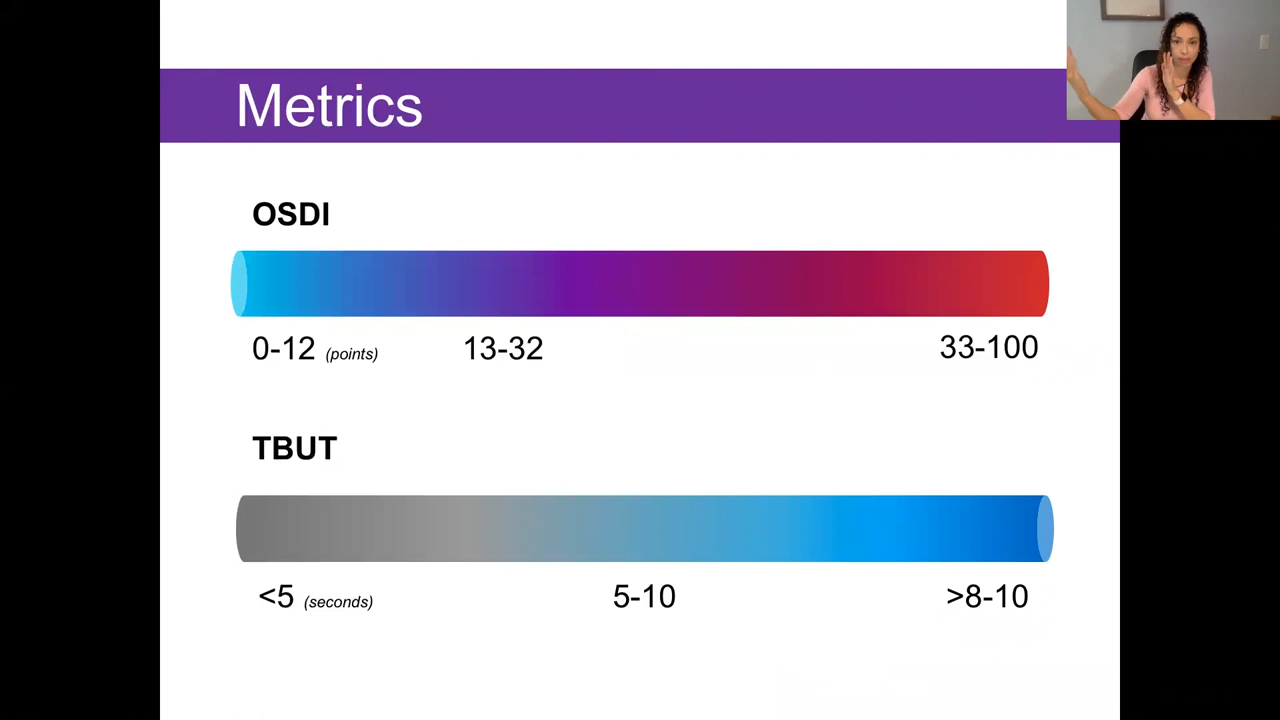 Metrics
OSDI
0-12 (points) 13-32 33-100
TBUT
<5 (seconds) 5-10 >8-10